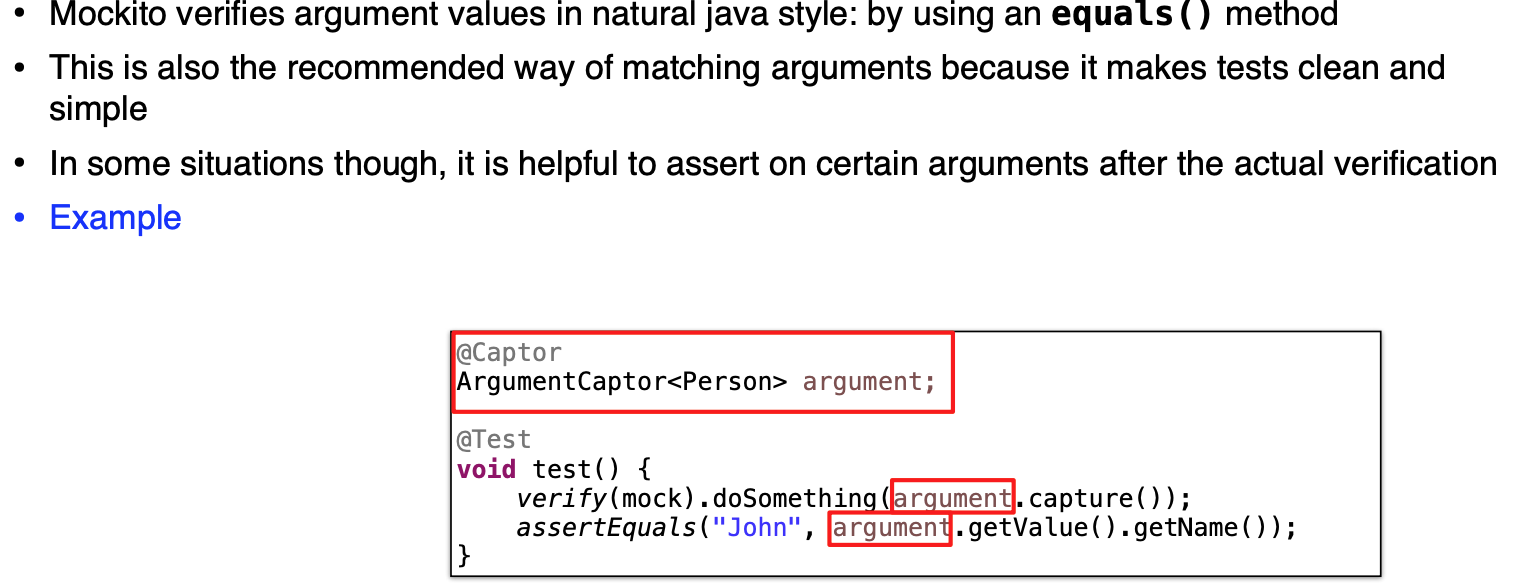 • Mockito verifies argument values in natural java style: by using an equals() method
• This is also the recommended way of matching arguments because it makes tests clean and
simple
• In some situations though, it is helpful to assert on certain arguments after the actual verification
• Example
@Captor
ArgumentCaptor<Person> argument;
@Test
void test() {
    verify(mock).doSomething(argument.capture());
    assertEquals("John", argument.getValue().getName());
}